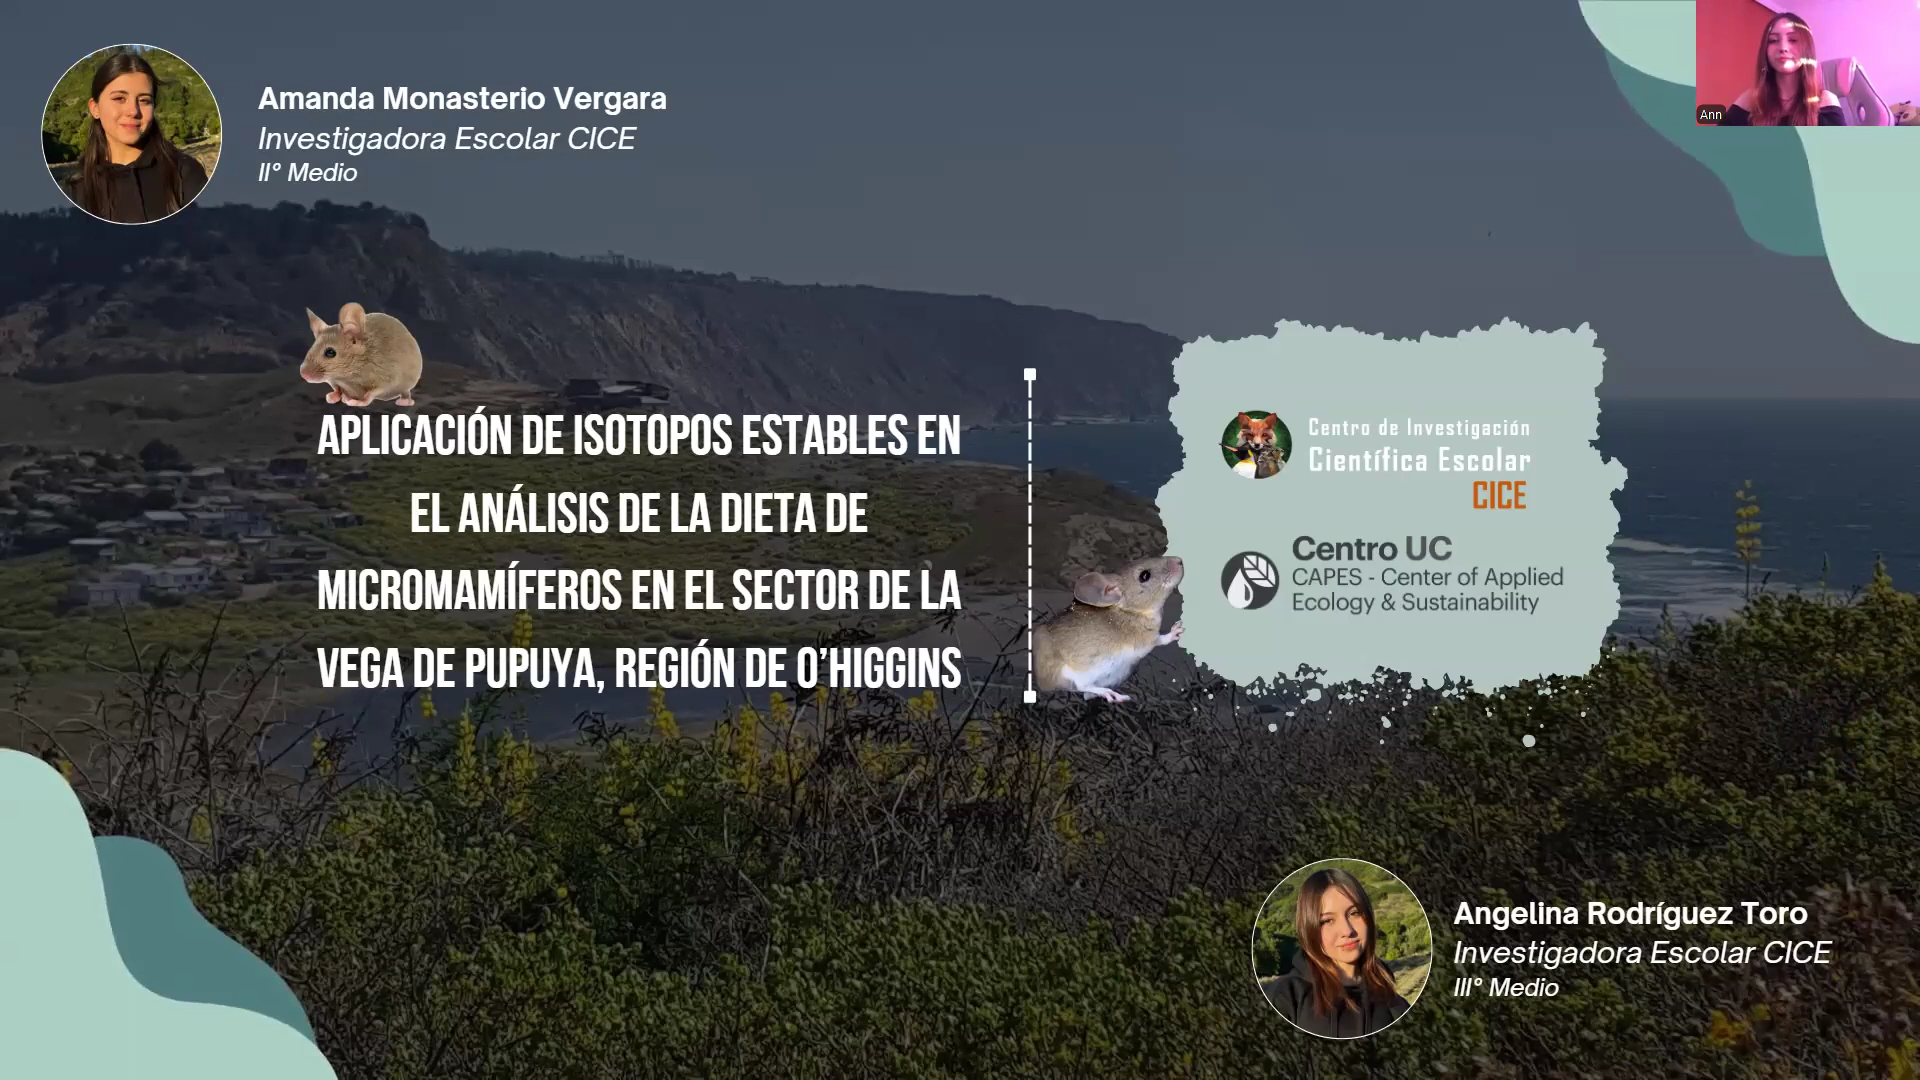 Amanda Monasterio Vergara
Investigadora Escolar CICE
II° Medio
Ann
APLICACIÓN DE ISOTOPOS ESTABLES EN
EL ANÁLISIS DE LA DIETA DE
MICROMAMÍFEROS EN EL SECTOR DE LA
VEGA DE PUPUYA, REGIÓN DE O'HIGGINS
Centro de Investigación
Científica Escolar
CICE
Centro UC
CAPES - Center of Applied
Ecology & Sustainability
Angelina Rodríguez Toro
Investigadora Escolar CICE
III° Medio